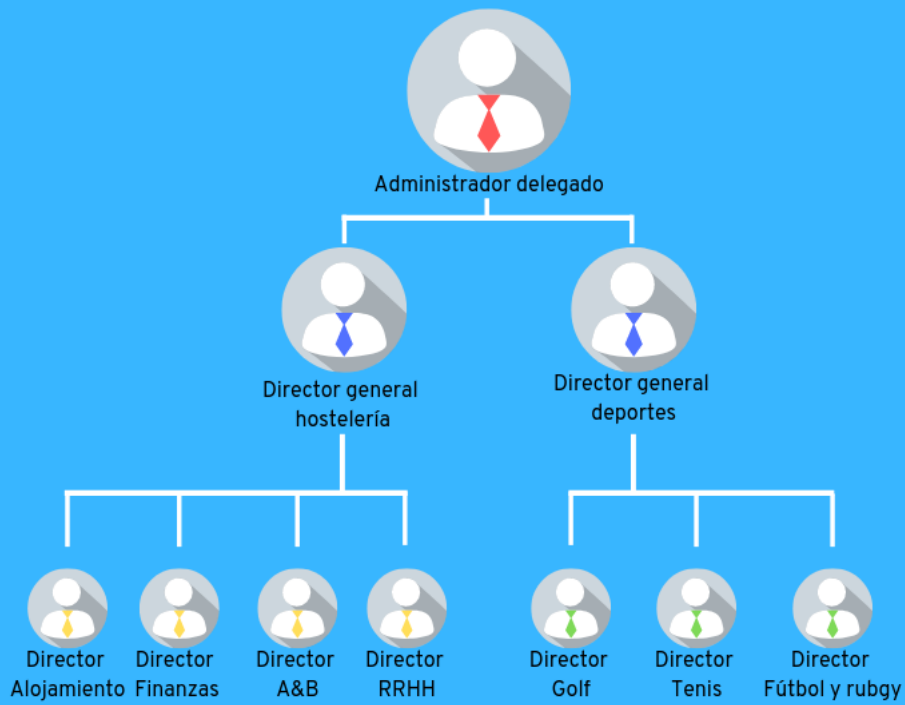 Administrador delegado
Director general
hostelería
Director general
deportes
Director
Alojamiento
Director
Finanzas
Director
A&B
Director
RRHH
Director
Golf
Director
Tenis
Director
Fútbol y rubgy